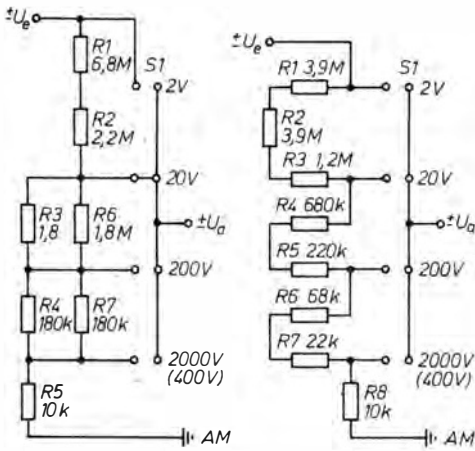 ±Ue
R1
6,8M
S1
2V
R2
2,2M
20V
R3
1,8
R6
1,8M
±Ua
200V
R4
180k
R7
180k
2000V
(400V)
R5
10k
AM
±Ue
R1 3,9M
S1
2V
R2
3,9M
R3 1,2M
20V
R4 680k
±Ua
R5 220k
200V
R6 68k
R7 22k
2000V
(400V)
R8
10k
AM